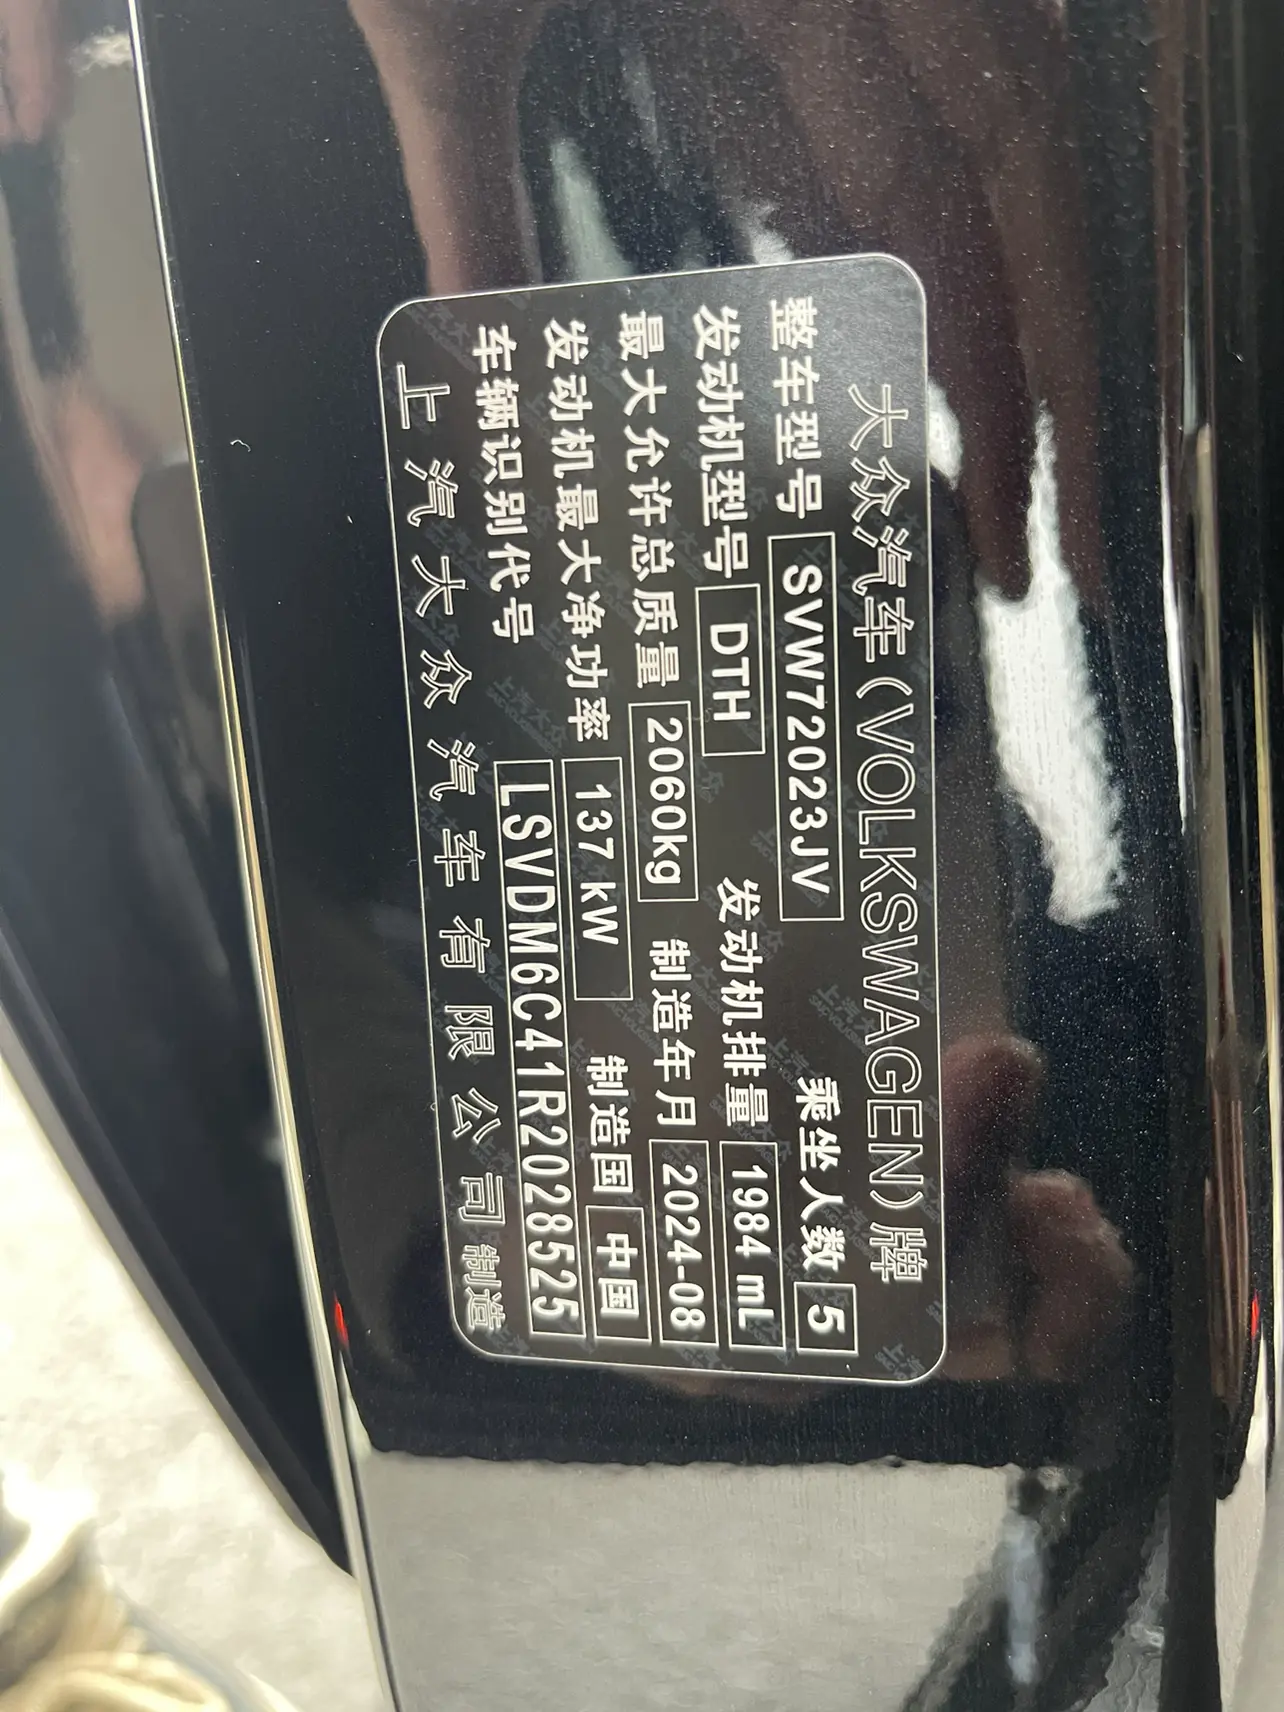 大众汽车(VOLKSWAGEN)牌
整车型号 SVW72023JV 乘坐人数 5
发动机型号 DTH 发动机排量 1984 mL
最大允许总质量 2060kg 制造年月 2024-08
发动机最大净功率 137 kW 制造国 中国
车辆识别代号 LSVDM6C41R2028525
上汽大众汽车有限公司制造